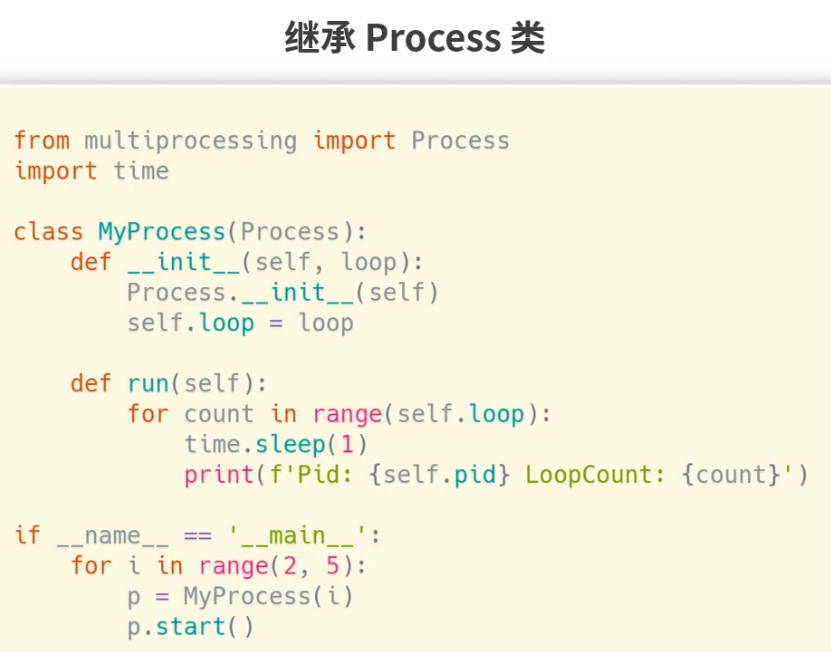 继承 Process 类
from multiprocessing import Process
import time
class MyProcess(Process):
    def __init__(self, loop):
        Process.__init__(self)
        self.loop = loop
    def run(self):
        for count in range(self.loop):
            time.sleep(1)
            print(f'Pid: {self.pid} LoopCount: {count}')
if __name__ == '__main__':
    for i in range(2, 5):
        p = MyProcess(i)
        p.start()